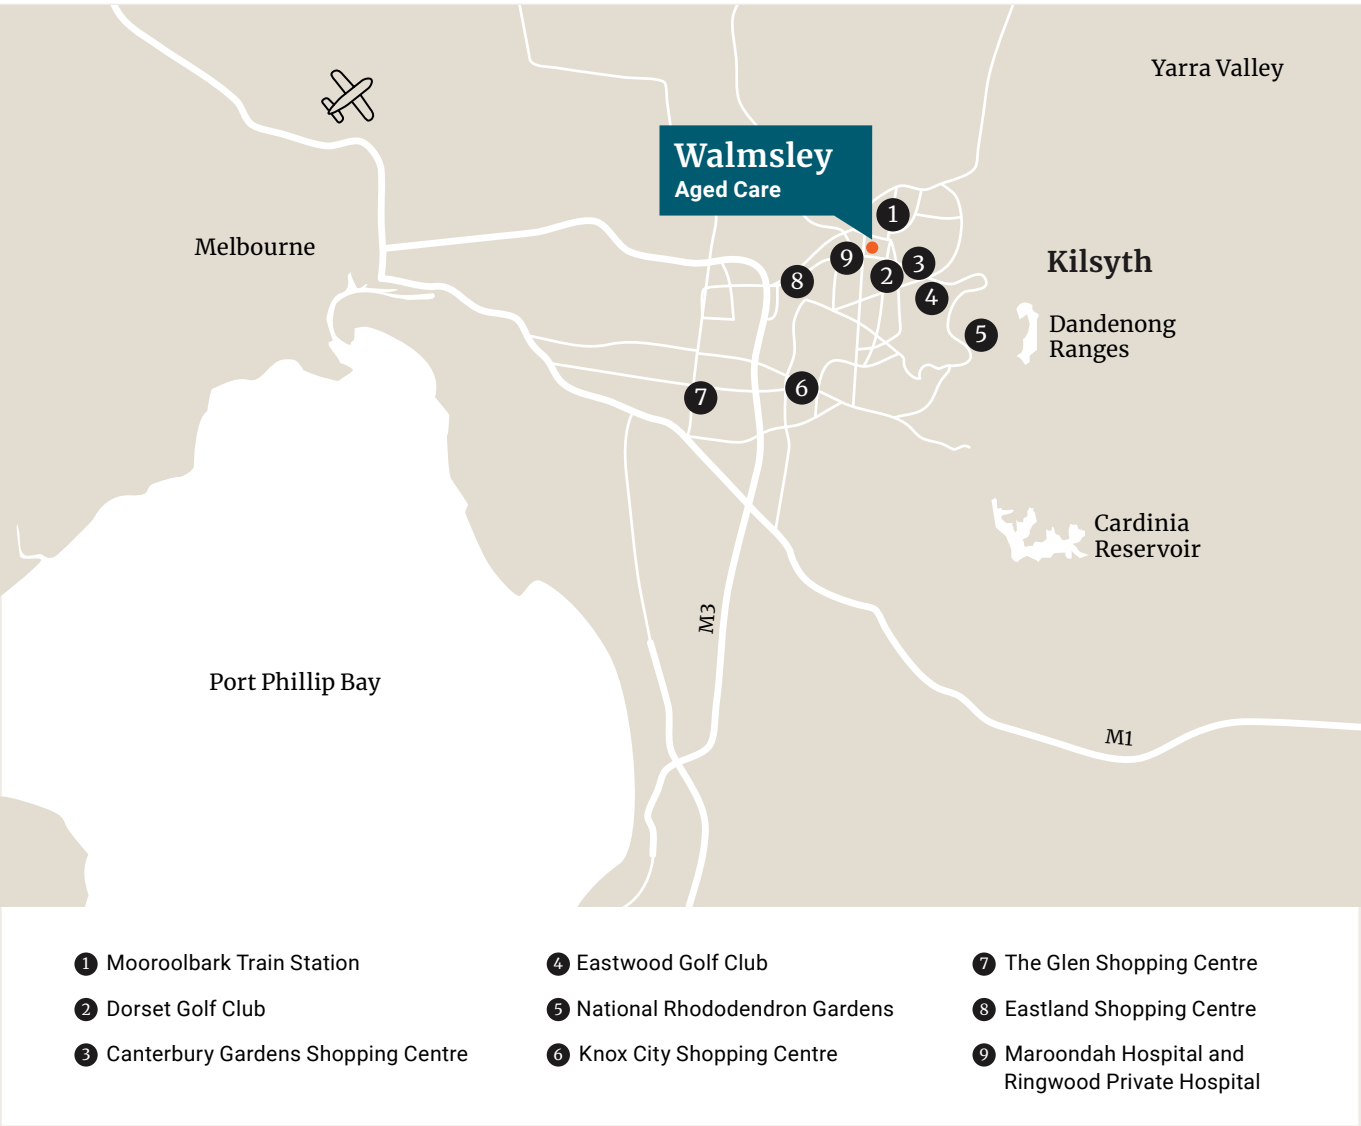 Yarra Valley
Walmsley
Aged Care
1
Melbourne
9
3
Kilsyth
8
2
4
5
Dandenong
Ranges
7
6
Cardinia
Reservoir
M3
Port Phillip Bay
M1
1 Mooroolbark Train Station
2 Dorset Golf Club
3 Canterbury Gardens Shopping Centre
4 Eastwood Golf Club
5 National Rhododendron Gardens
6 Knox City Shopping Centre
7 The Glen Shopping Centre
8 Eastland Shopping Centre
9 Maroondah Hospital and
Ringwood Private Hospital